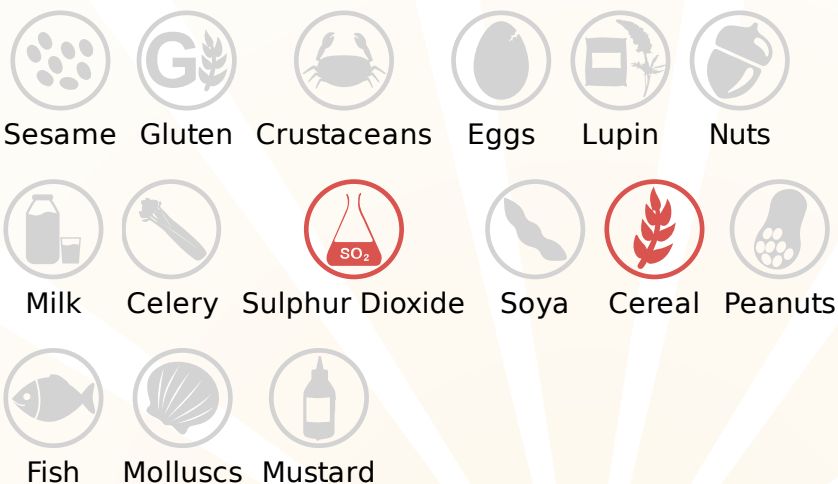 G
Sesame Gluten Crustaceans Eggs Lupin Nuts
SO₂
Milk Celery Sulphur Dioxide Soya Cereal Peanuts
Fish Molluscs Mustard